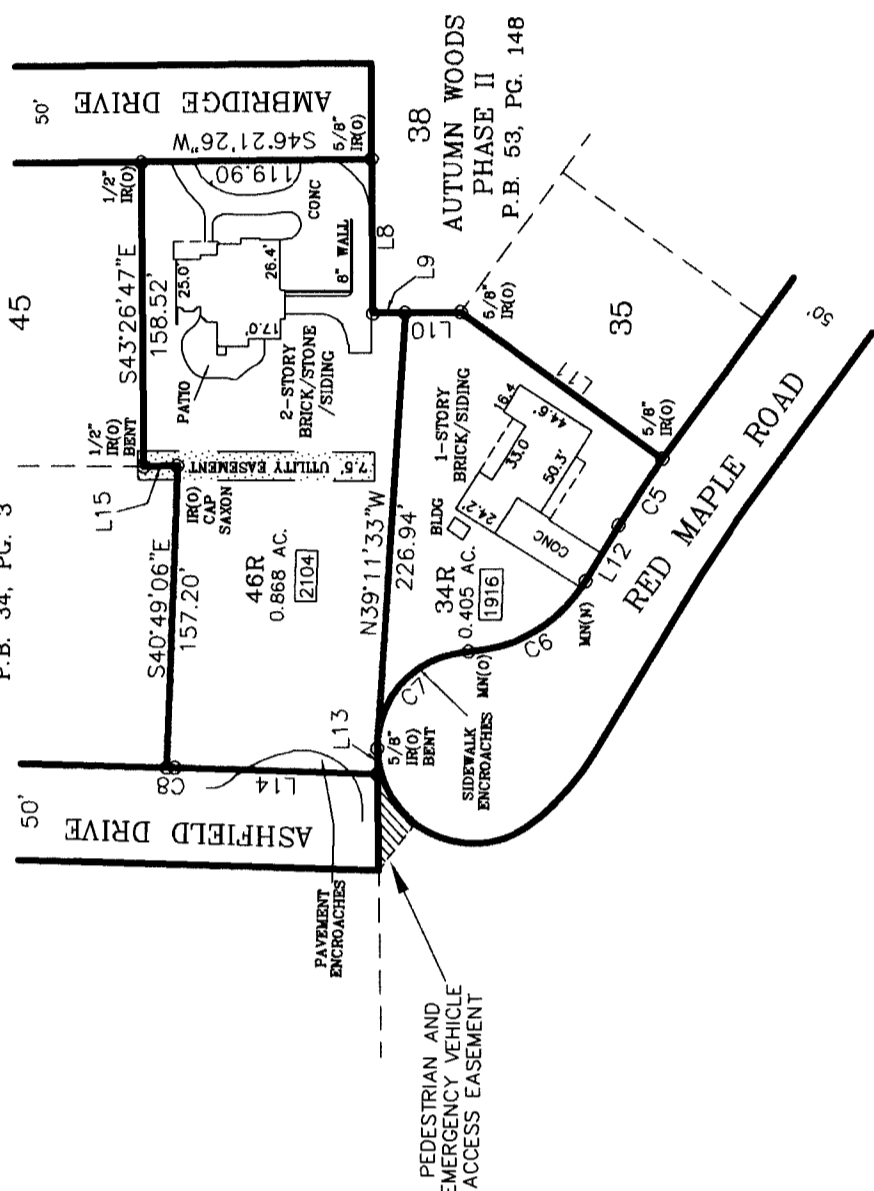 P.B. 34, PG. 3
45
50'
AMBRIDGE DRIVE
S46°21'26"W
119.90'
5/8"
IR(O)
1/2"
IR(O)
S43°26'47"E
158.52'
1/2"
IR(O)
BENT
L15
IR(O)
CAP
SAXON
7.5' UTILITY EASEMENT
PATIO
25.0'
26.4'
17.0'
CONC
8" WALL
2-STORY
BRICK/STONE
/SIDING
L8
L9
L10
38
AUTUMN WOODS
PHASE II
P.B. 53, PG. 148
5/8"
IR(O)
35
L11
5/8"
IR(O)
50'
S40°49'06"E
157.20'
46R
0.868 AC.
2104
N39°11'33"W
226.94'
34R
0.405 AC.
1916
BLDG
1-STORY
BRICK/SIDING
16.4'
44.6'
33.0'
50.3'
24.2'
CONC
L12
C5
RED MAPLE ROAD
MN(N)
C6
MN(O)
C7
SIDEWALK
ENCROACHES
L13
5/8"
IR(O)
BENT
C8
L14
50'
ASHFIELD DRIVE
PAVEMENT
ENCROACHES
PEDESTRIAN AND
EMERGENCY VEHICLE
ACCESS EASEMENT